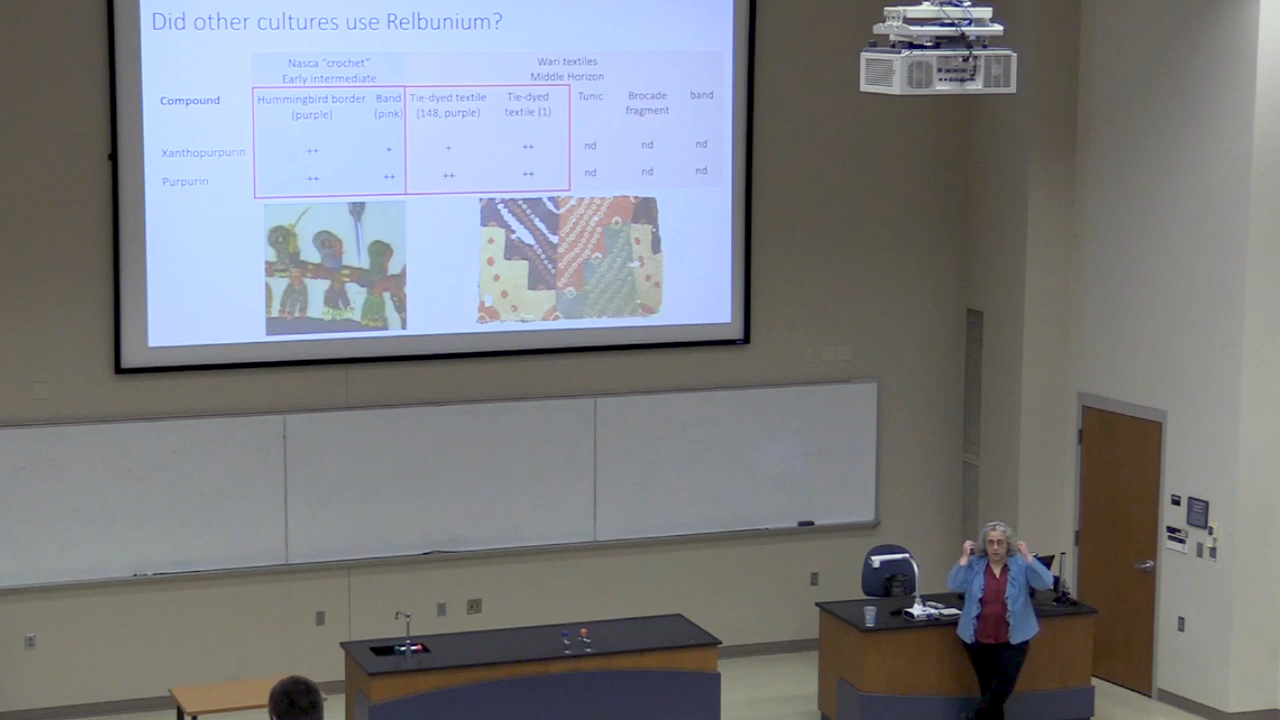 Did other cultures use Relbunium?
Nasca "crochet" Wari textiles
Early Intermediate Middle Horizon
Compound Hummingbird border Band Tie-dyed textile Tie-dyed Tunic Brocade band
(purple) (pink) (148, purple) textile (1) fragment
Xanthopurpurin ++ + + ++ nd nd nd
Purpurin ++ ++ ++ ++ nd nd nd